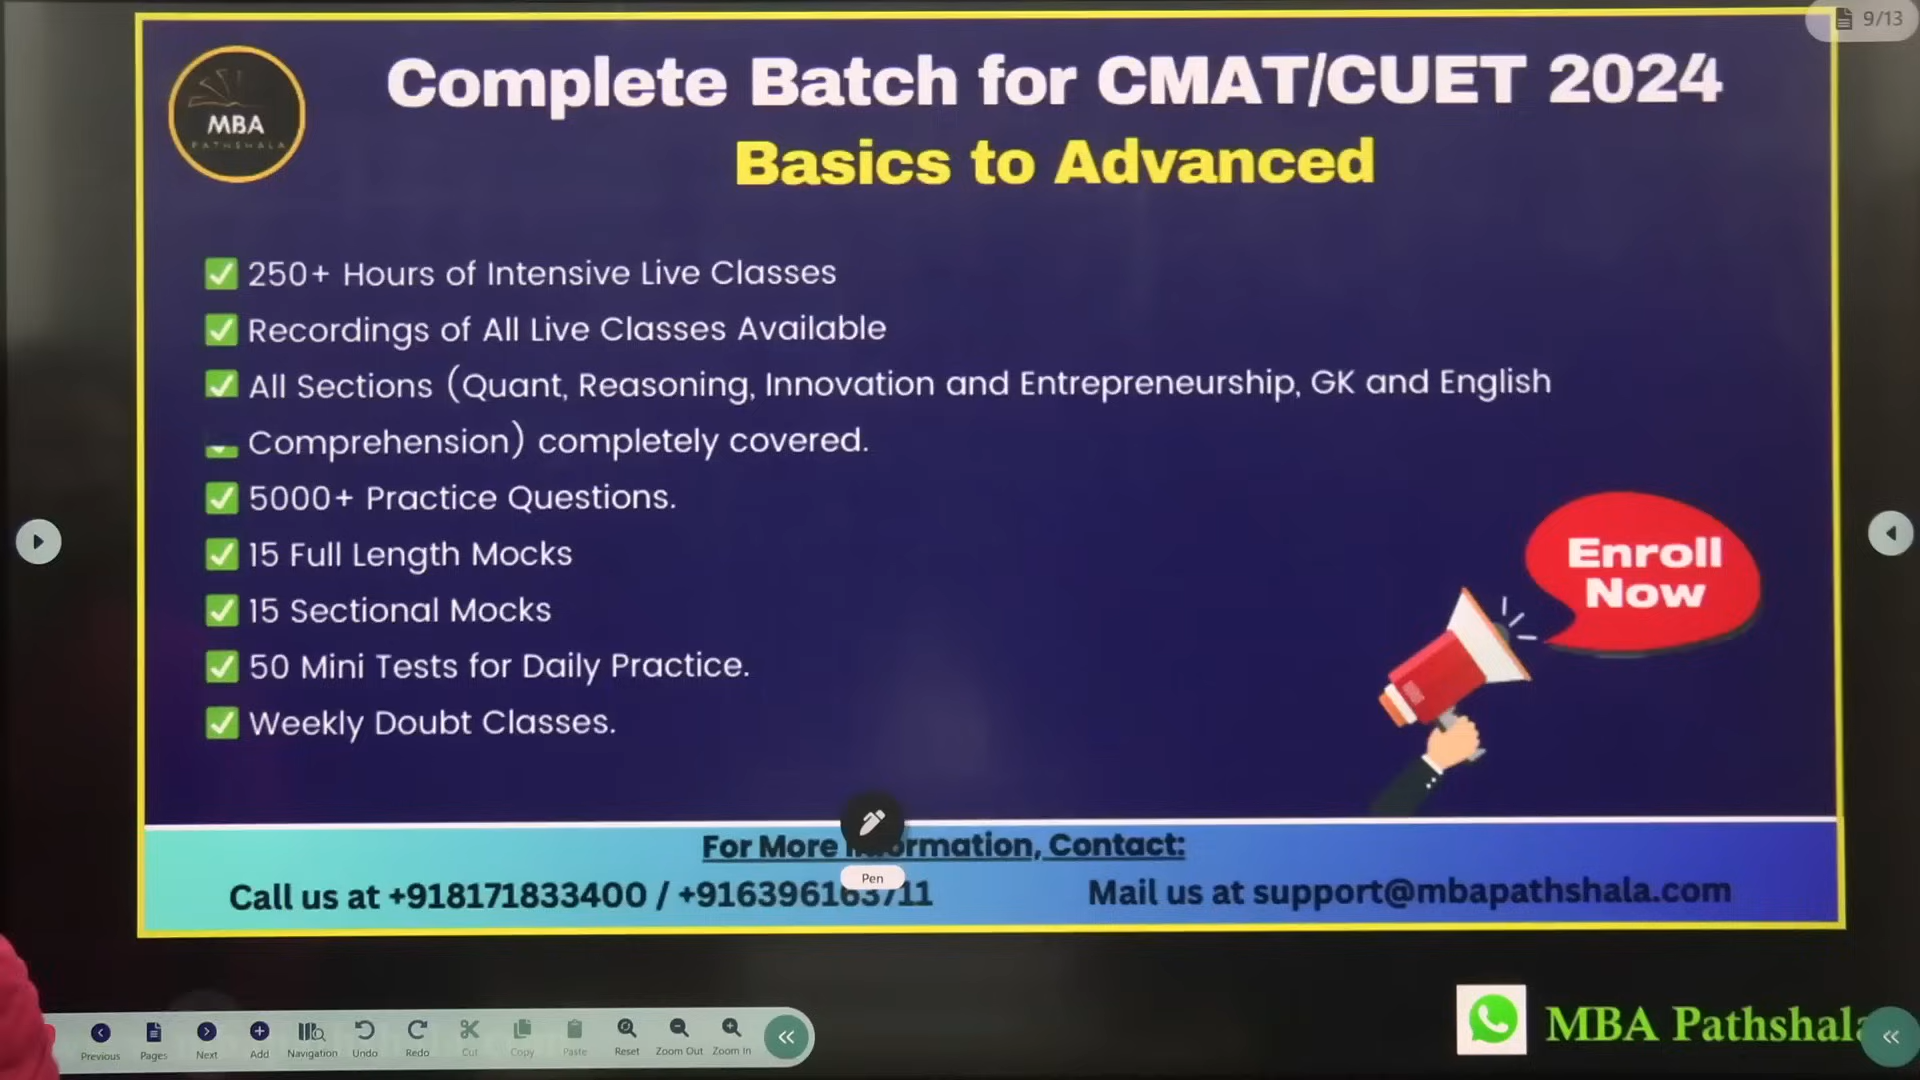 9/13
MBA
PATHSHALA
Complete Batch for CMAT/CUET 2024
Basics to Advanced
250+ Hours of Intensive Live Classes
Recordings of All Live Classes Available
All Sections (Quant, Reasoning, Innovation and Entrepreneurship, GK and English
Comprehension) completely covered.
5000+ Practice Questions.
15 Full Length Mocks
15 Sectional Mocks
50 Mini Tests for Daily Practice.
Weekly Doubt Classes.
Enroll
Now
For More Contact:
Pen
Call us at +918171833400 / +916396163711
Mail us at support@mbapathshala.com
MBA Pathshala
Previous Pages Next Add Navigation Undo Redo Cut Copy Paste Reset Zoom Out Zoom In